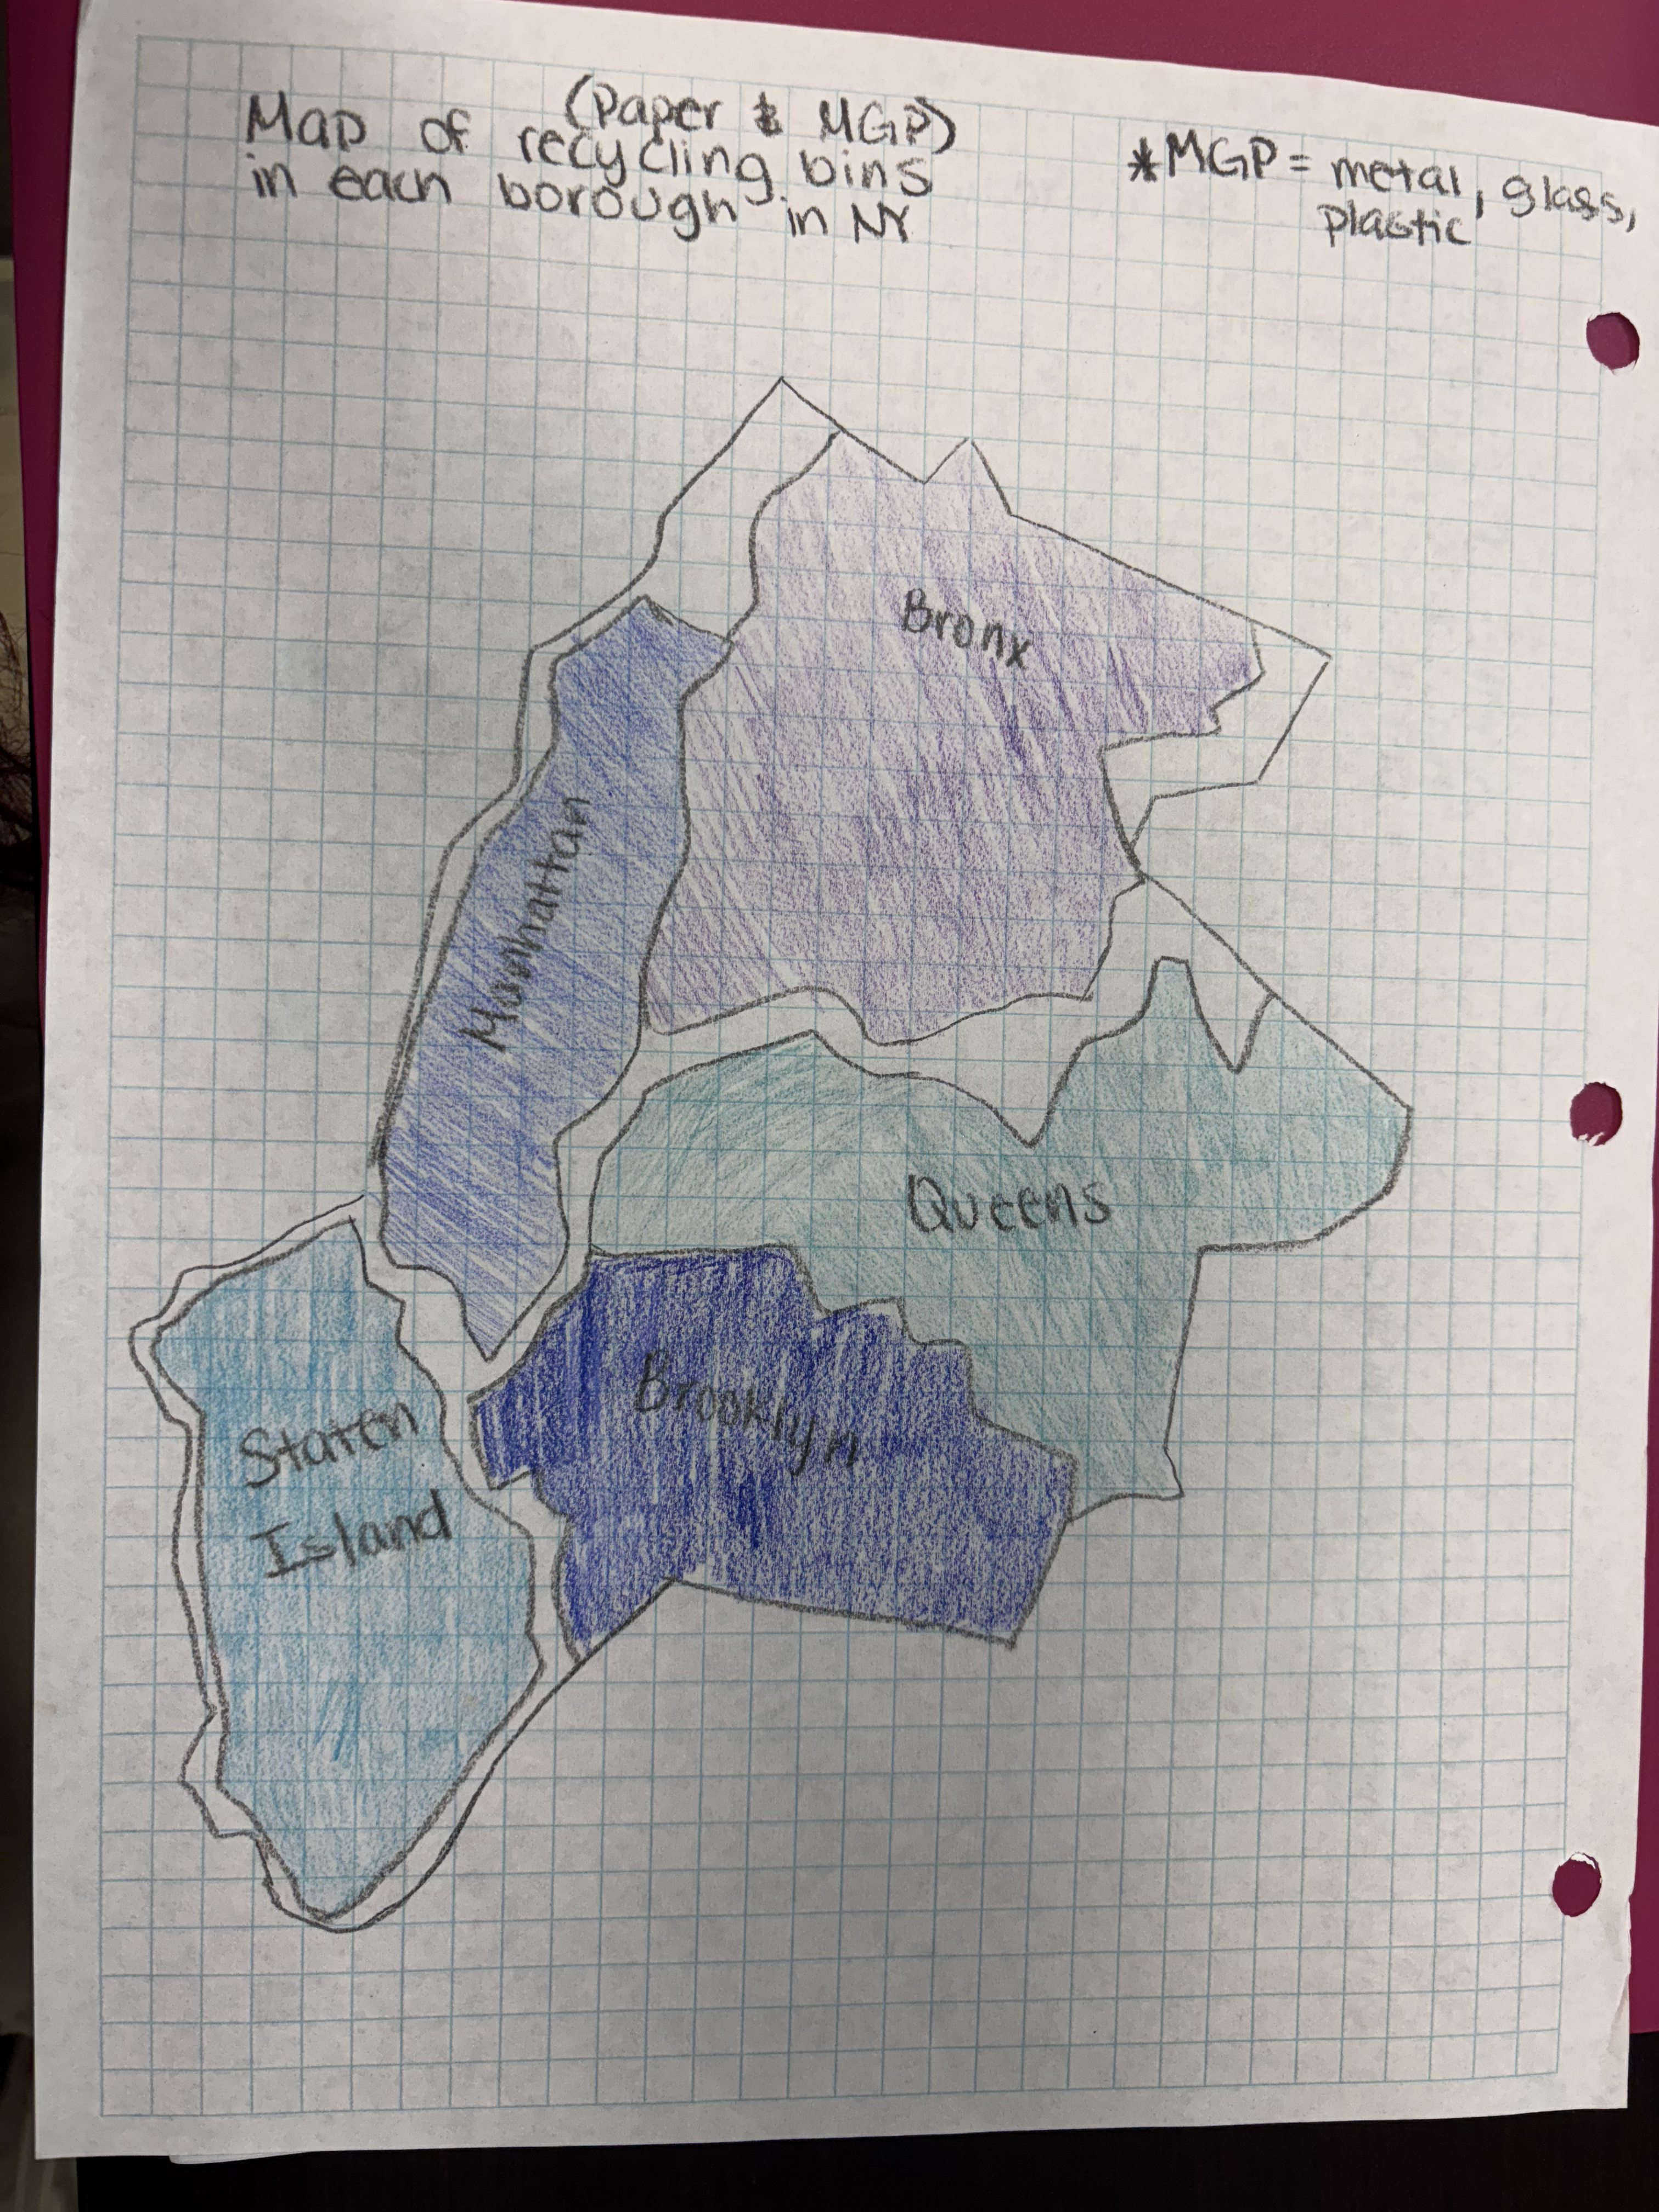 (Paper & MGP)
Map of recycling bins
in each borough in NY
*MGP = metal, glass,
plastic
Bronx
Manhattan
Queens
Brooklyn
Staten
Island